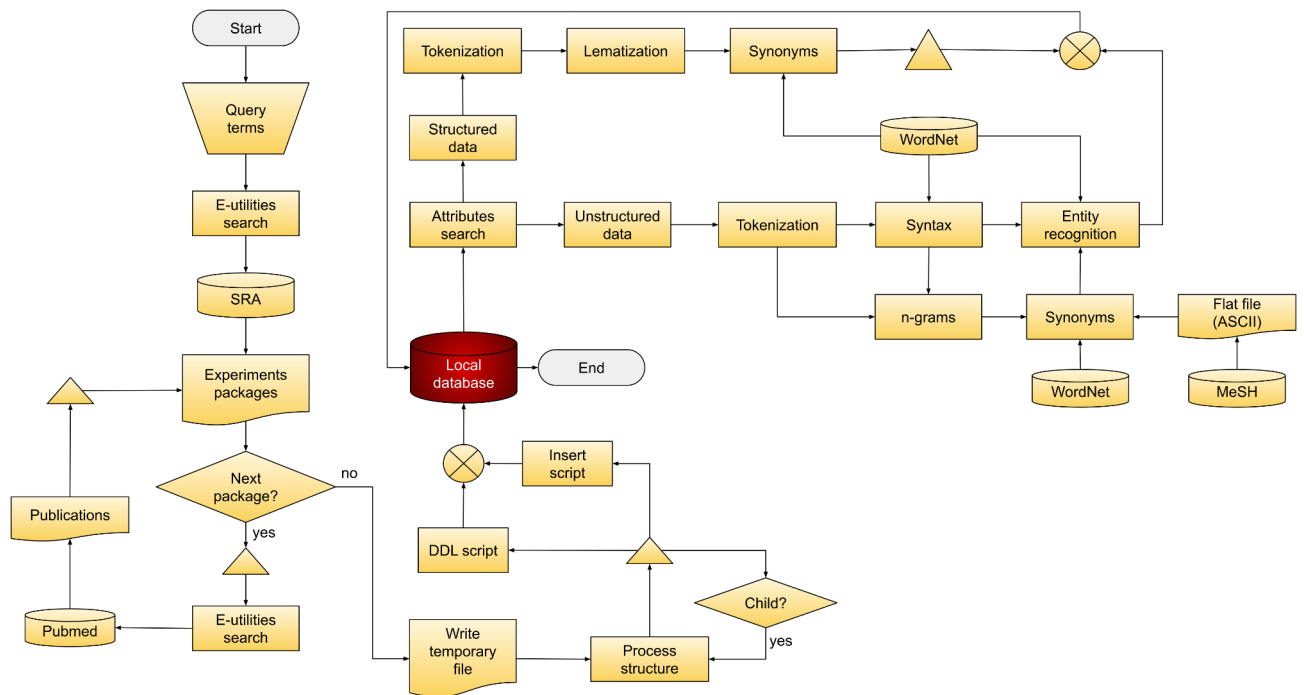 Start
Query
terms
E-utilities
search
SRA
Experiments
packages
Next
package?
no
yes
Publications
Pubmed
E-utilities
search
Tokenization
Lematization
Synonyms
WordNet
Structured
data
Attributes
search
Unstructured
data
Tokenization
Syntax
Entity
recognition
n-grams
Synonyms
Flat file
(ASCII)
WordNet
MeSH
Local
database
End
Insert
script
DDL script
Child?
yes
Write
temporary
file
Process
structure